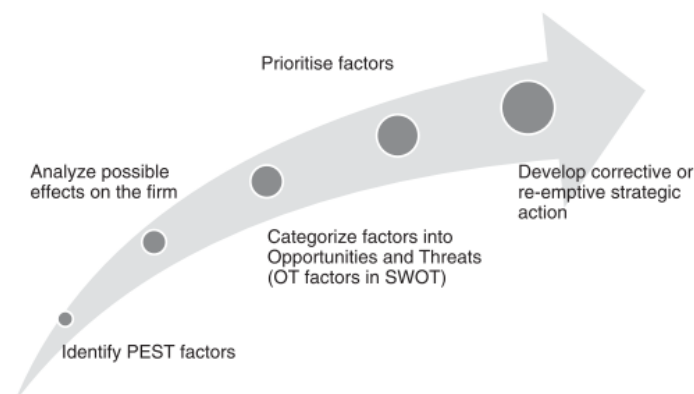 Prioritise factors
Analyze possible
effects on the firm
Develop corrective or
re-emptive strategic
action
Categorize factors into
Opportunities and Threats
(OT factors in SWOT)
Identify PEST factors